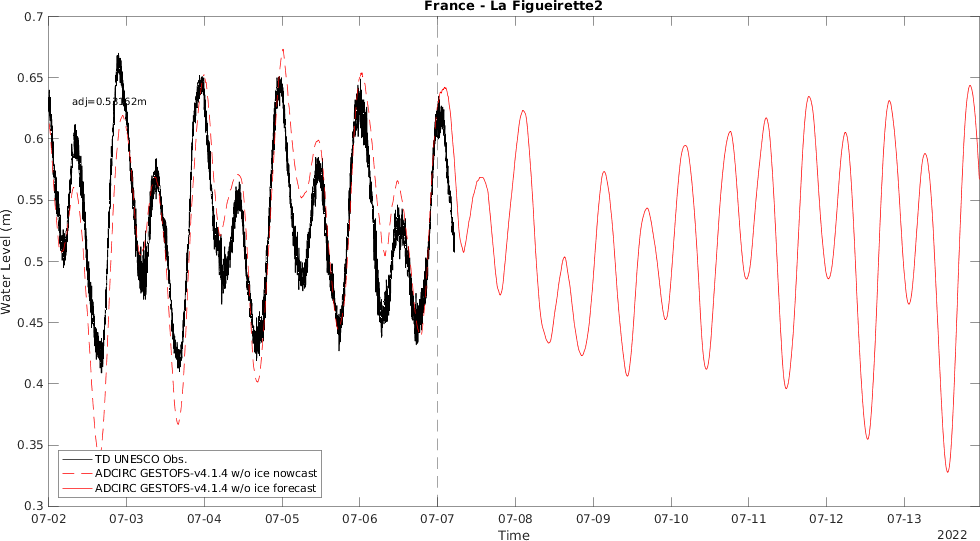 France - La Figueirette2
0.7
0.65
0.6
0.55
0.5
0.45
0.4
0.35
0.3
Water Level (m)
TD UNESCO Obs.
ADCIRC GESTOFS-v4.1.4 w/o ice nowcast
ADCIRC GESTOFS-v4.1.4 w/o ice forecast
07-02 07-03 07-04 07-05 07-06 07-07 07-08 07-09 07-10 07-11 07-12 07-13
Time
2022